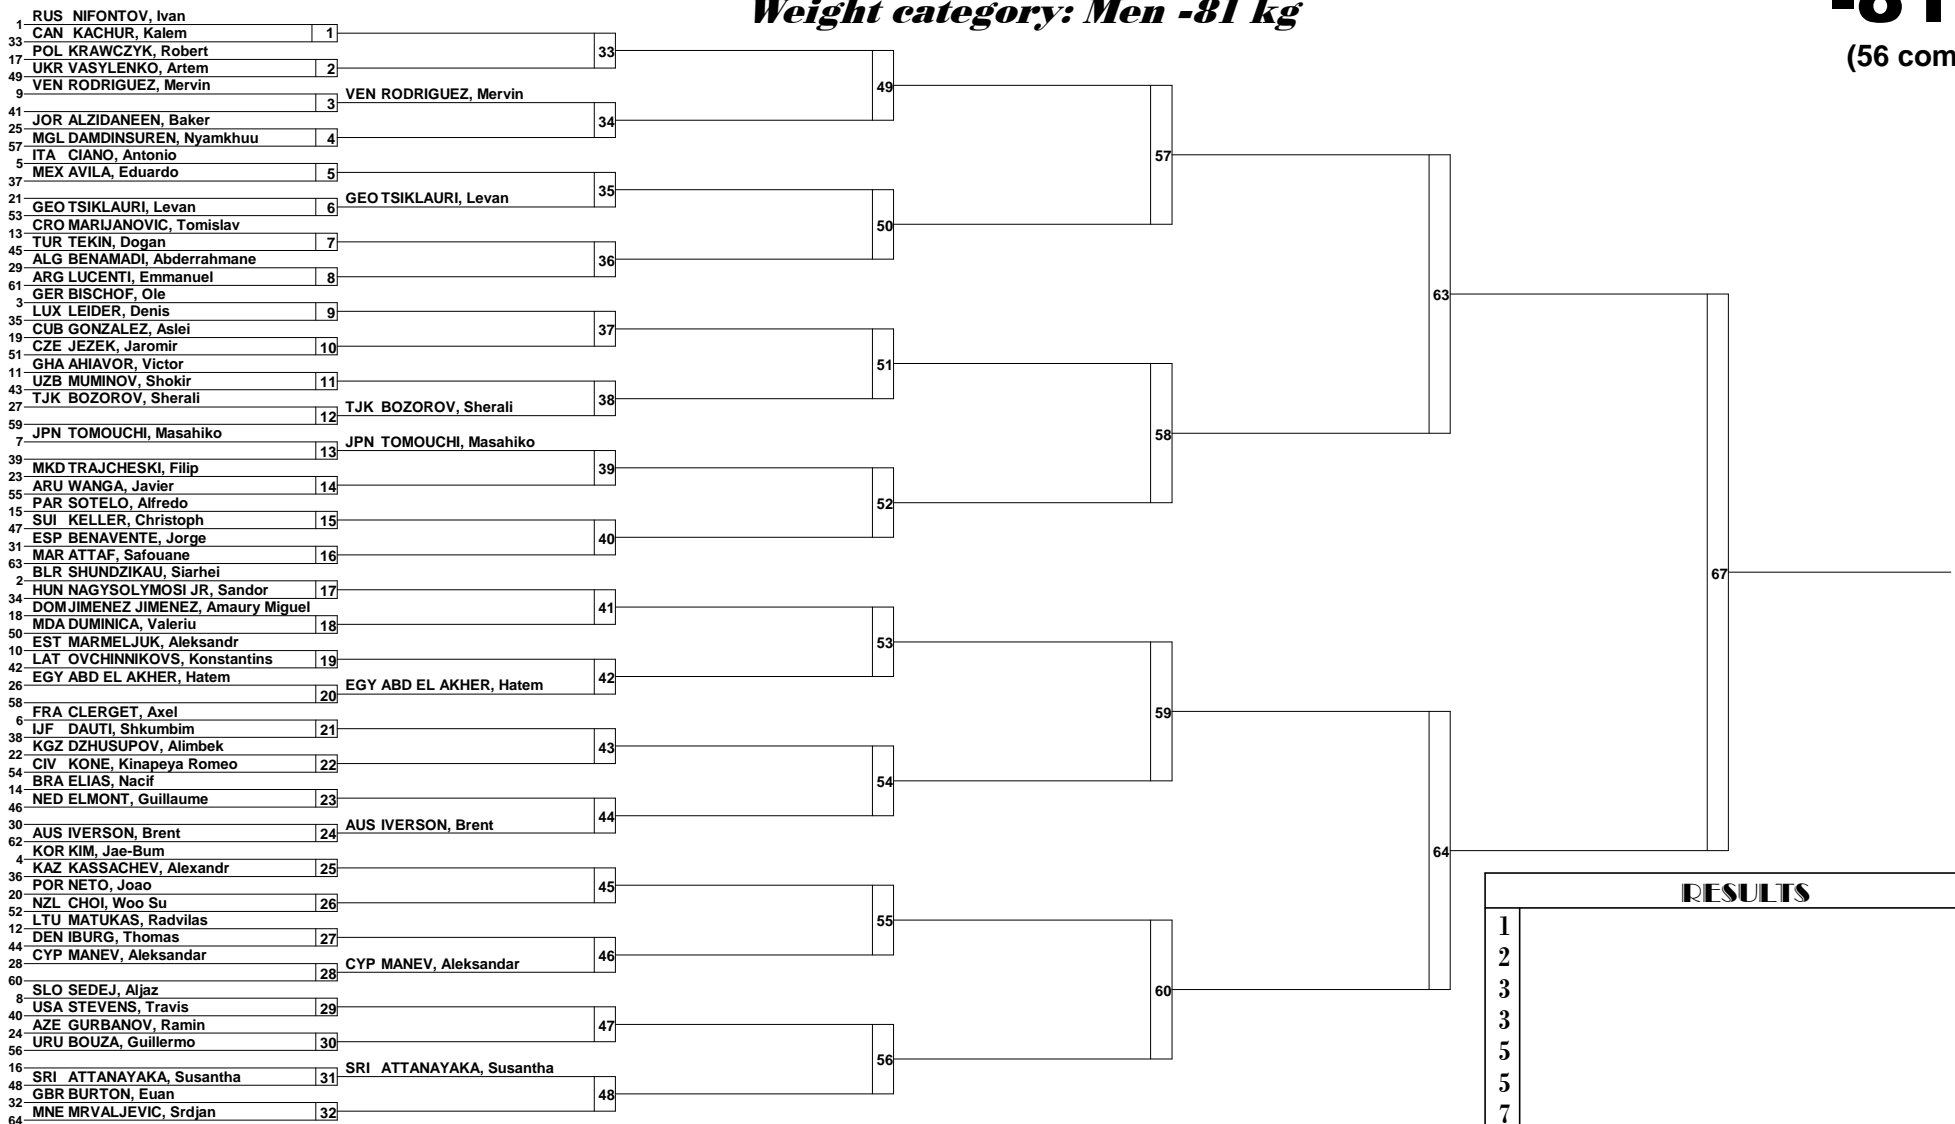 Weight category: Men -81 kg
-81
(56 com
1 RUS NIFONTOV, Ivan
33 CAN KACHUR, Kalem 1
17 POL KRAWCZYK, Robert
49 UKR VASYLENKO, Artem 2
9 VEN RODRIGUEZ, Mervin
41 3 VEN RODRIGUEZ, Mervin
25 JOR ALZIDANEEN, Baker
57 MGL DAMDINSUREN, Nyamkhuu 4
5 ITA CIANO, Antonio
37 MEX AVILA, Eduardo 5
21
53 GEO TSIKLAURI, Levan 6 GEO TSIKLAURI, Levan
13 CRO MARIJANOVIC, Tomislav
45 TUR TEKIN, Dogan 7
29 ALG BENAMADI, Abderrahmane
61 ARG LUCENTI, Emmanuel 8
3 GER BISCHOF, Ole
35 LUX LEIDER, Denis 9
19 CUB GONZALEZ, Aslei
51 CZE JEZEK, Jaromir 10
11 GHA AHIAVOR, Victor
43 UZB MUMINOV, Shokir 11
27 TJK BOZOROV, Sherali
59 12 TJK BOZOROV, Sherali
7 JPN TOMOUCHI, Masahiko
39 13 JPN TOMOUCHI, Masahiko
23 MKD TRAJCHESKI, Filip
55 ARU WANGA, Javier 14
15 PAR SOTELO, Alfredo
47 SUI KELLER, Christoph 15
31 ESP BENAVENTE, Jorge
63 MAR ATTAF, Safouane 16
2 BLR SHUNDZIKAU, Siarhei
34 HUN NAGYSOLYMOSI JR, Sandor 17
18 DOM JIMENEZ JIMENEZ, Amaury Miguel
50 MDA DUMINICA, Valeriu 18
10 EST MARMELJUK, Aleksandr
42 LAT OVCHINNIKOVS, Konstantins 19
26 EGY ABD EL AKHER, Hatem
58 20 EGY ABD EL AKHER, Hatem
6 FRA CLERGET, Axel
38 IJF DAUTI, Shkumbim 21
22 KGZ DZHUSUPOV, Alimbek
54 CIV KONE, Kinapeya Romeo 22
14 BRA ELIAS, Nacif
46 NED ELMONT, Guillaume 23
30
62 AUS IVERSON, Brent 24 AUS IVERSON, Brent
4 KOR KIM, Jae-Bum
36 KAZ KASSACHEV, Alexandr 25
20 POR NETO, Joao
52 NZL CHOI, Woo Su 26
12 LTU MATUKAS, Radvilas
44 DEN IBURG, Thomas 27
28 CYP MANEV, Aleksandar
60 28 CYP MANEV, Aleksandar
8 SLO SEDEJ, Aljaz
40 USA STEVENS, Travis 29
24 AZE GURBANOV, Ramin
56 URU BOUZA, Guillermo 30
16
48 SRI ATTANAYAKA, Susantha 31 SRI ATTANAYAKA, Susantha
32 GBR BURTON, Euan
64 MNE MRVALJEVIC, Srdjan 32
33
34
35
36
37
38
39
40
41
42
43
44
45
46
47
48
49
50
51
52
53
54
55
56
57
58
59
60
63
64
67
RESULTS
1
2
3
3
5
5
7